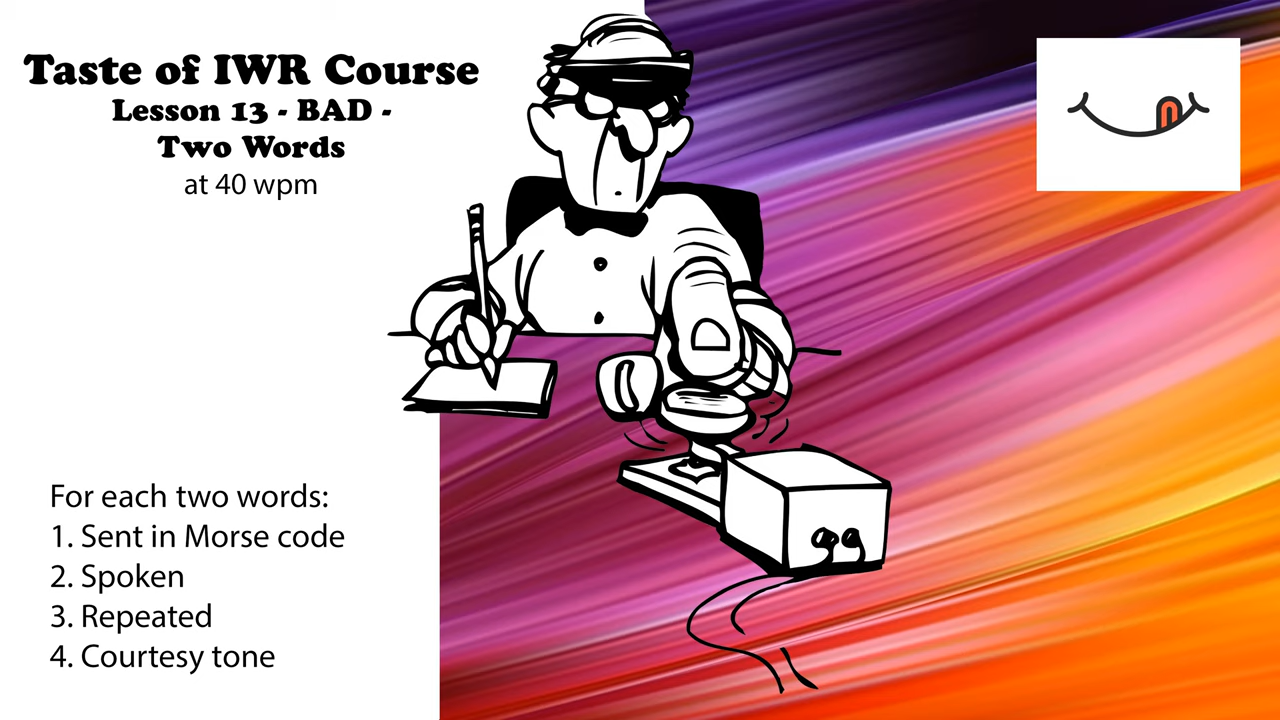 Taste of IWR Course
Lesson 13 - BAD -
Two Words
at 40 wpm
For each two words:
1. Sent in Morse code
2. Spoken
3. Repeated
4. Courtesy tone